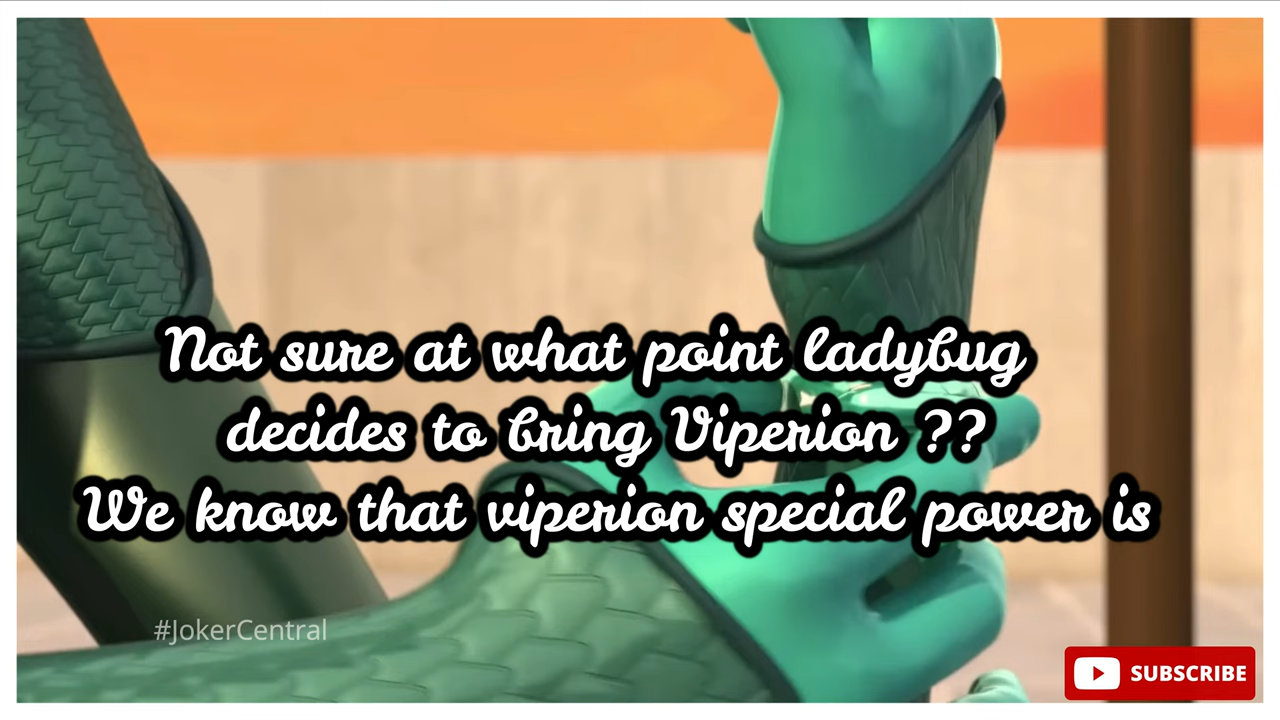 Not sure at what point ladybug
decides to bring Viperion ??
We know that viperion special power is
#JokerCentral
SUBSCRIBE